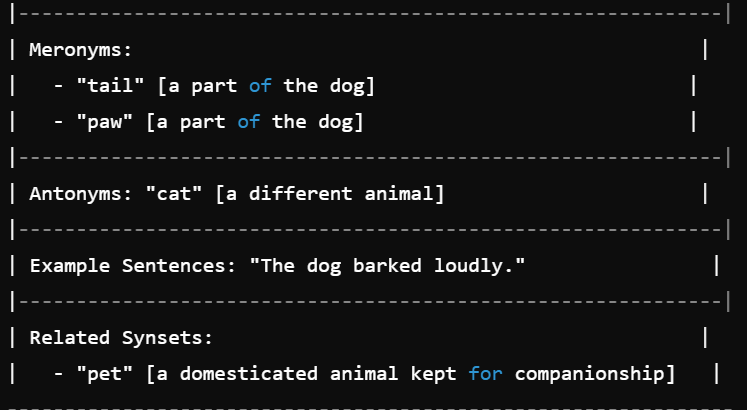 |-------------------------------------------------------------|
| Meronyms:                                                 |
|   - "tail" [a part of the dog]                           |
|   - "paw" [a part of the dog]                            |
|-------------------------------------------------------------|
| Antonyms: "cat" [a different animal]                      |
|-------------------------------------------------------------|
| Example Sentences: "The dog barked loudly."                |
|-------------------------------------------------------------|
| Related Synsets:                                          |
|   - "pet" [a domesticated animal kept for companionship]   |